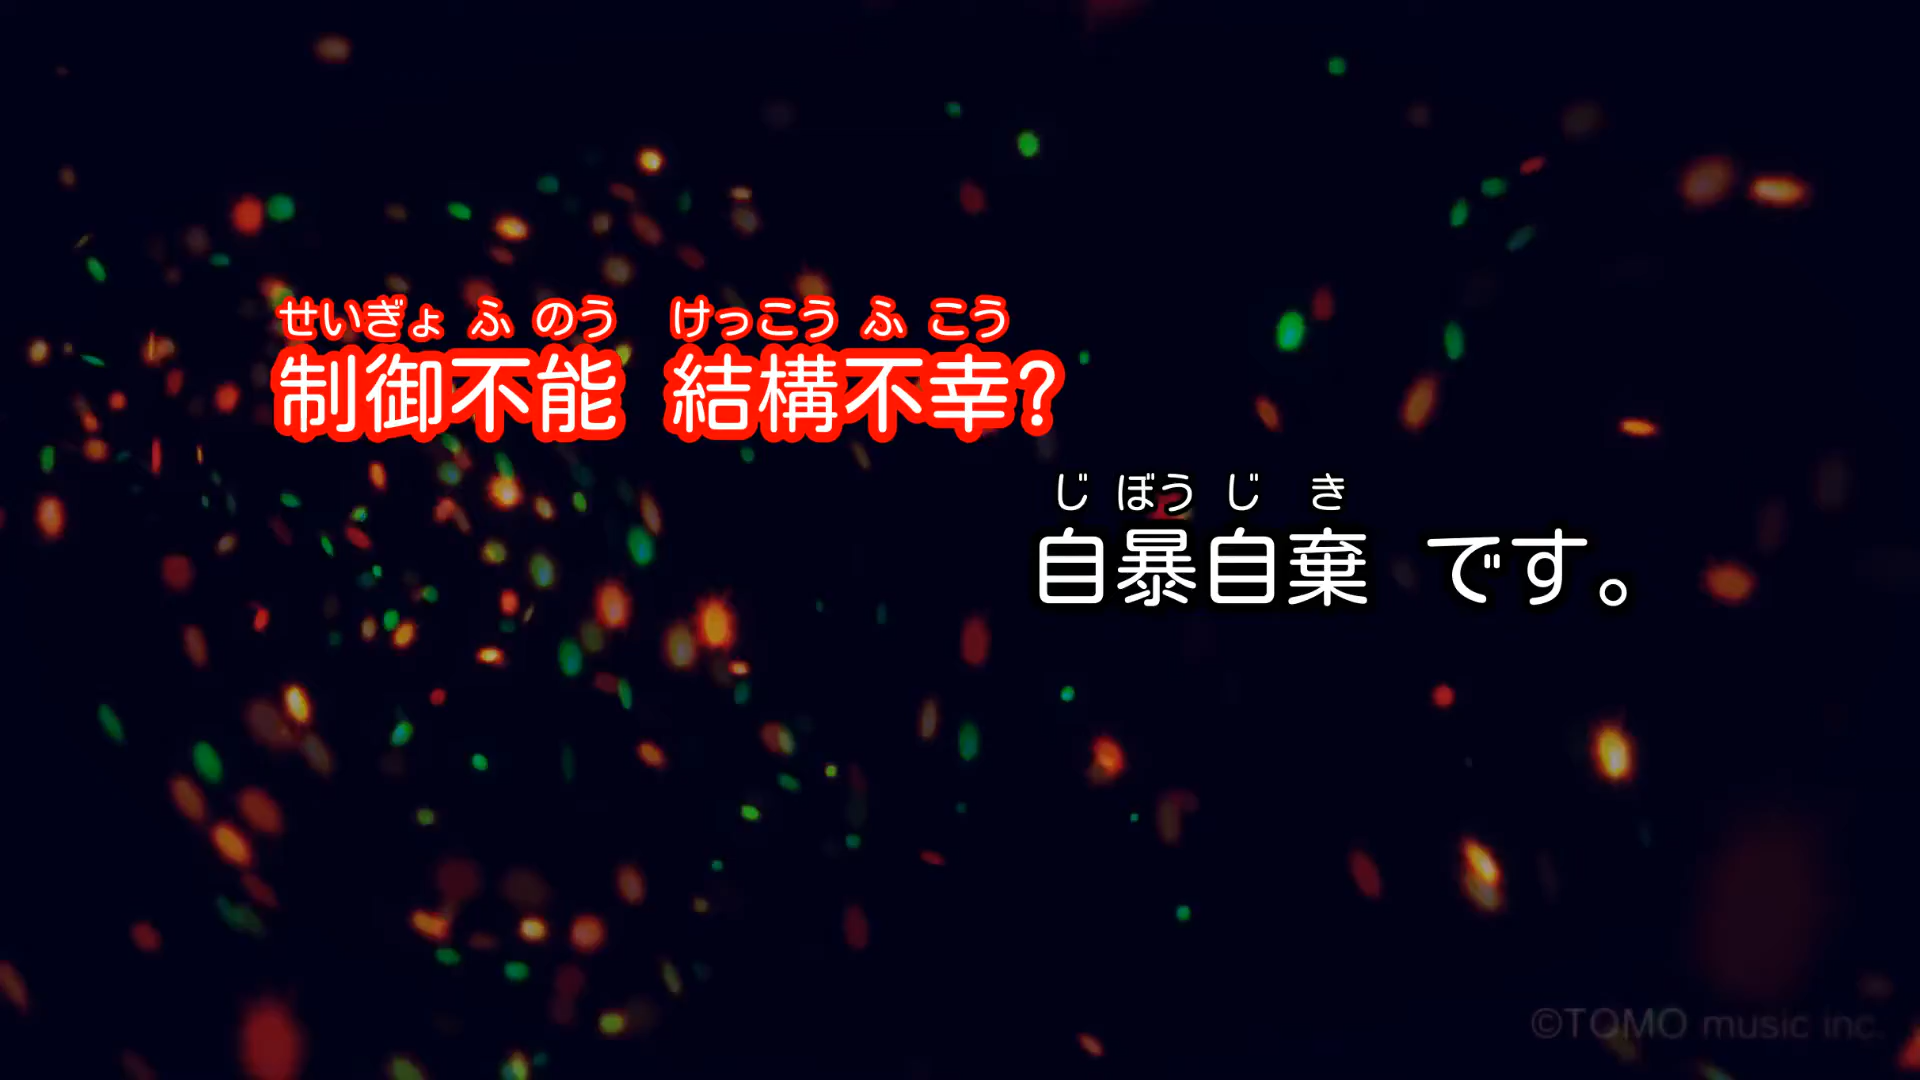 せいぎょ ふ のう けっこう ふ こう
制御不能 結構不幸?
じ ぼう じ き
自暴自棄 です。
©TOMO music inc.